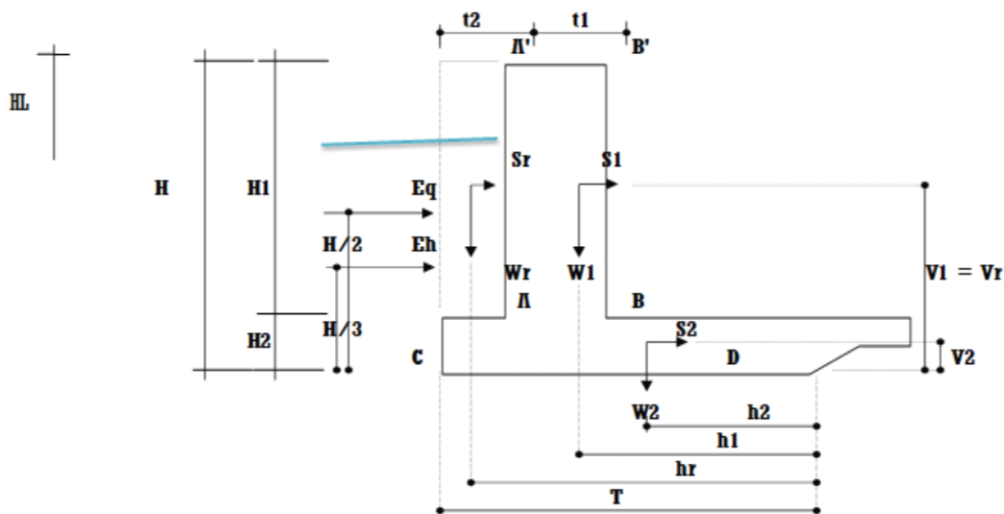 t2 t1
A' B'
HL
Sr S1
H H1 Eq
H/2 Eh
Wr W1 V1 = Vr
A B
H/3 S2
H2 C D V2
W2 h2
h1
hr
T